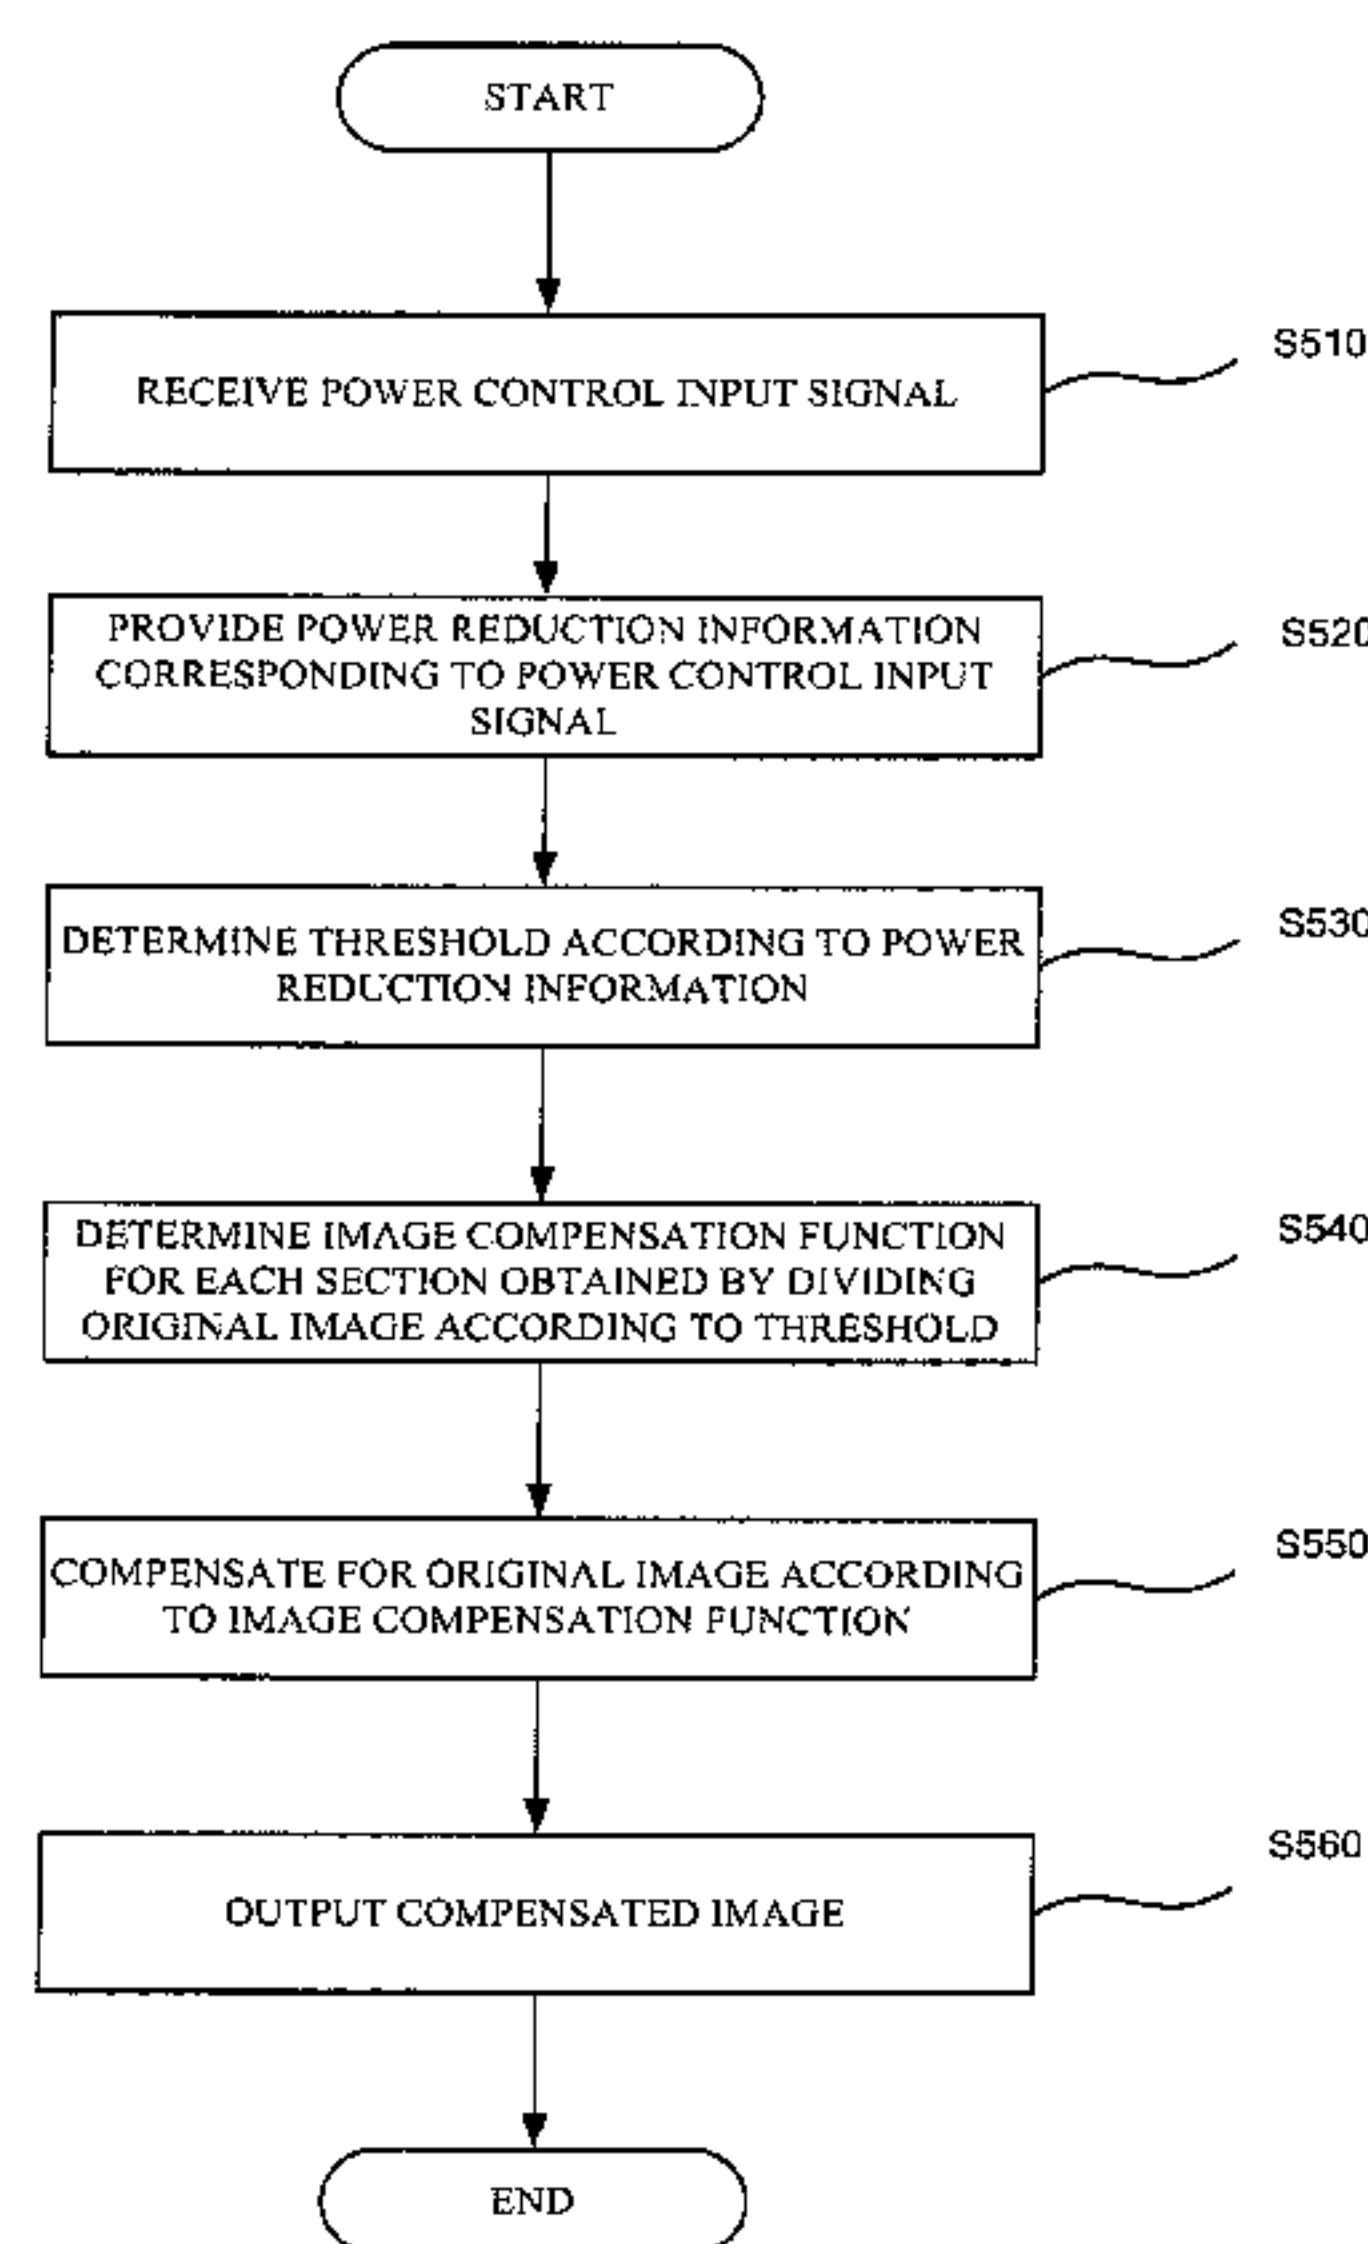 START
RECEIVE POWER CONTROL INPUT SIGNAL
S510
PROVIDE POWER REDUCTION INFORMATION
CORRESPONDING TO POWER CONTROL INPUT
SIGNAL
S520
DETERMINE THRESHOLD ACCORDING TO POWER
REDUCTION INFORMATION
S530
DETERMINE IMAGE COMPENSATION FUNCTION
FOR EACH SECTION OBTAINED BY DIVIDING
ORIGINAL IMAGE ACCORDING TO THRESHOLD
S540
COMPENSATE FOR ORIGINAL IMAGE ACCORDING
TO IMAGE COMPENSATION FUNCTION
S550
OUTPUT COMPENSATED IMAGE
S560
END